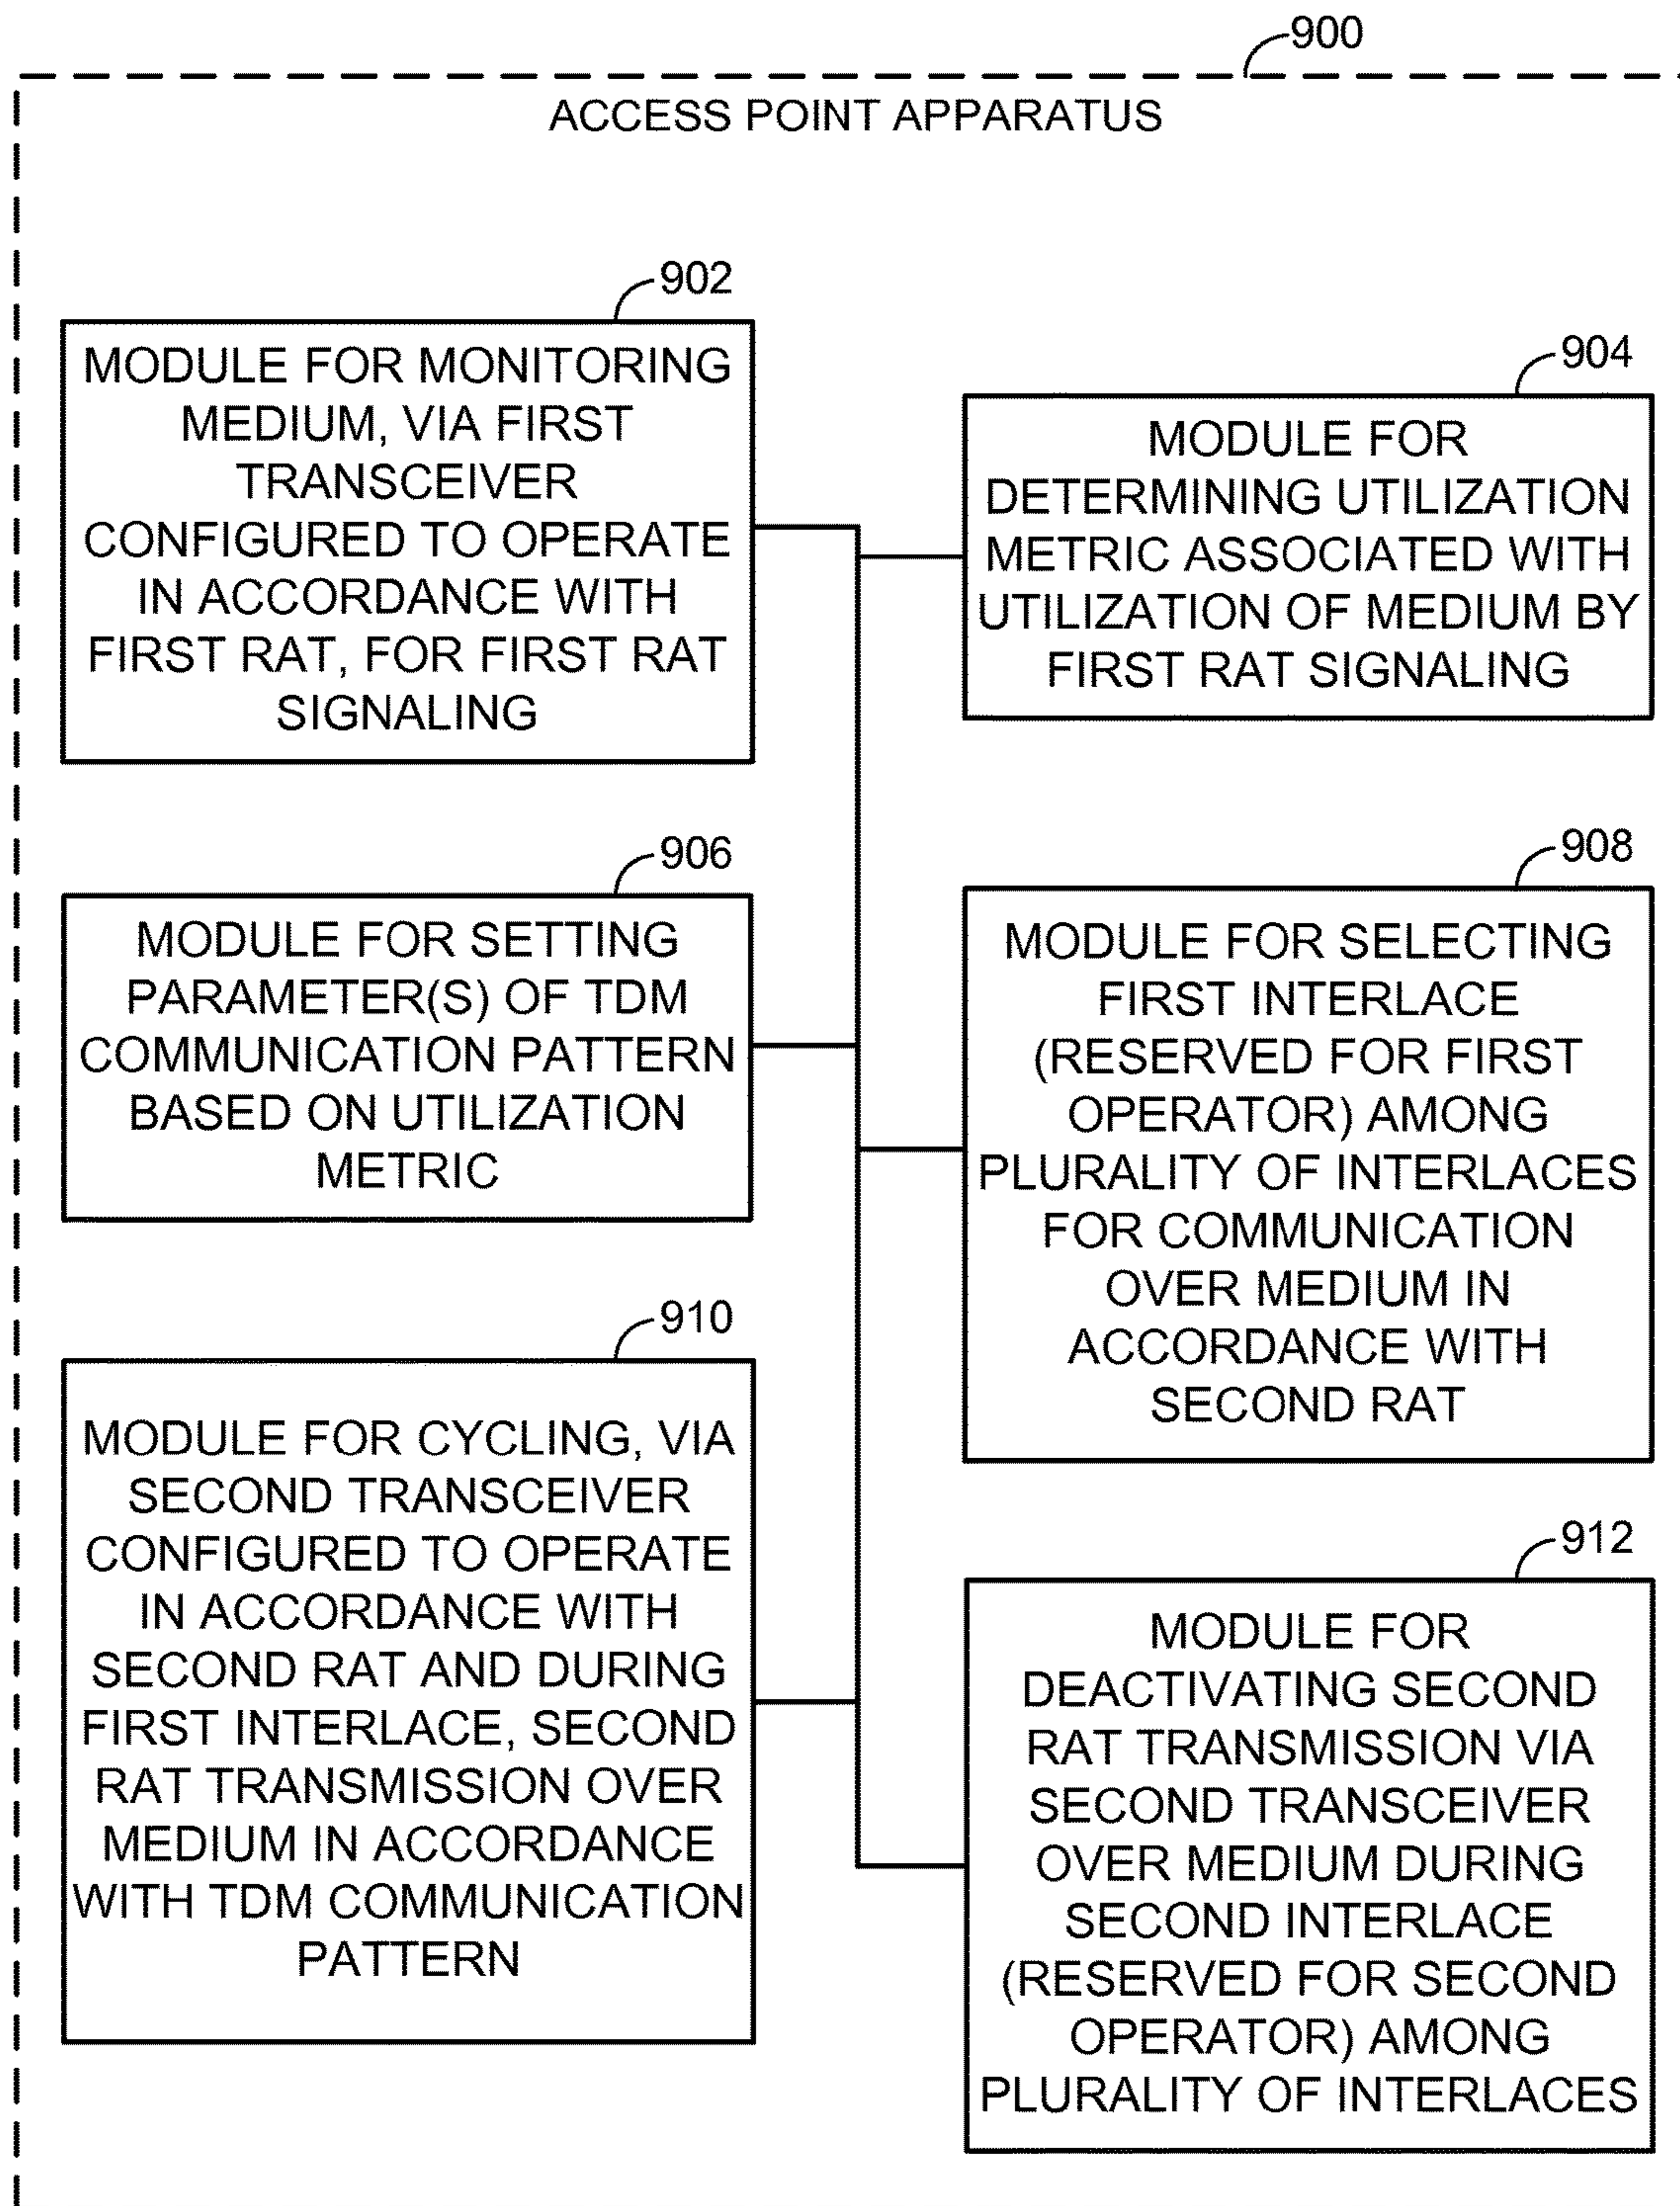 900
ACCESS POINT APPARATUS
902
MODULE FOR MONITORING
MEDIUM, VIA FIRST
TRANSCEIVER
CONFIGURED TO OPERATE
IN ACCORDANCE WITH
FIRST RAT, FOR FIRST RAT
SIGNALING
904
MODULE FOR
DETERMINING UTILIZATION
METRIC ASSOCIATED WITH
UTILIZATION OF MEDIUM BY
FIRST RAT SIGNALING
906
MODULE FOR SETTING
PARAMETER(S) OF TDM
COMMUNICATION PATTERN
BASED ON UTILIZATION
METRIC
908
MODULE FOR SELECTING
FIRST INTERLACE
(RESERVED FOR FIRST
OPERATOR) AMONG
PLURALITY OF INTERLACES
FOR COMMUNICATION
OVER MEDIUM IN
ACCORDANCE WITH
SECOND RAT
910
MODULE FOR CYCLING, VIA
SECOND TRANSCEIVER
CONFIGURED TO OPERATE
IN ACCORDANCE WITH
SECOND RAT AND DURING
FIRST INTERLACE, SECOND
RAT TRANSMISSION OVER
MEDIUM IN ACCORDANCE
WITH TDM COMMUNICATION
PATTERN
912
MODULE FOR
DEACTIVATING SECOND
RAT TRANSMISSION VIA
SECOND TRANSCEIVER
OVER MEDIUM DURING
SECOND INTERLACE
(RESERVED FOR SECOND
OPERATOR) AMONG
PLURALITY OF INTERLACES